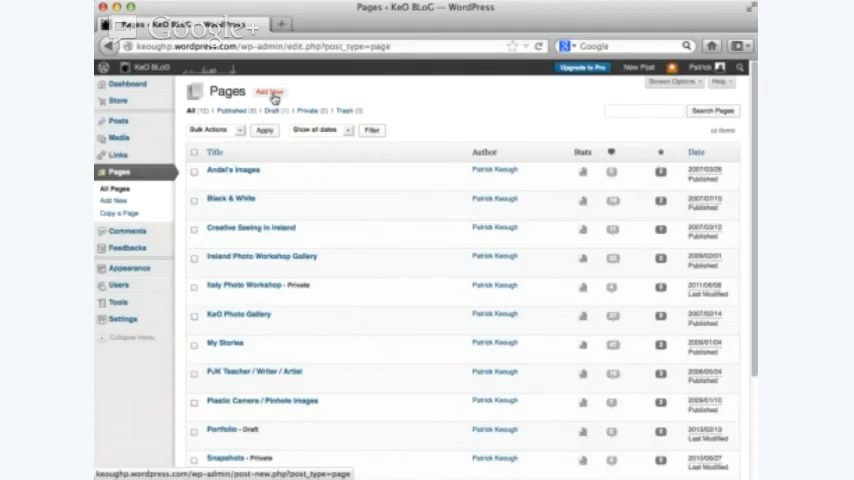 Pages ‹ KeO BLoG — WordPress
Pages ‹ KeO BLoG — WordPress
Google+
keoughp.wordpress.com/wp-admin/edit.php?post_type=page
Google
KeO BLoG
Upgrade to Pro
New Post
Patrick
Dashboard
Store
Posts
Media
Links
Pages
All Pages
Add New
Copy a Page
Comments
Feedbacks
Appearance
Users
Tools
Settings
Collapse menu
Screen Options
Help
Pages Add New
All (12) | Published (9) | Draft (1) | Private (2) | Trash (3)
Search Pages
Bulk Actions Apply Show all dates Filter
12 items
Title Author Stats Date
Andei's Images Patrick Keough 2007/03/26
Published
Black & White Patrick Keough 2007/07/15
Published
Creative Seeing in Ireland Patrick Keough 2007/03/12
Published
Ireland Photo Workshop Gallery Patrick Keough 2009/02/01
Published
Italy Photo Workshop - Private Patrick Keough 2011/06/08
Last Modified
KeO Photo Gallery Patrick Keough 2007/02/14
Published
My Stories Patrick Keough 2009/01/04
Published
PJK Teacher / Writer / Artist Patrick Keough 2008/05/24
Published
Plastic Camera / Pinhole Images Patrick Keough 2009/01/10
Published
Portfolio - Draft Patrick Keough 2013/02/13
Last Modified
Snapshots - Private Patrick Keough
Last Modified
keoughp.wordpress.com/wp-admin/post-new.php?post_type=page